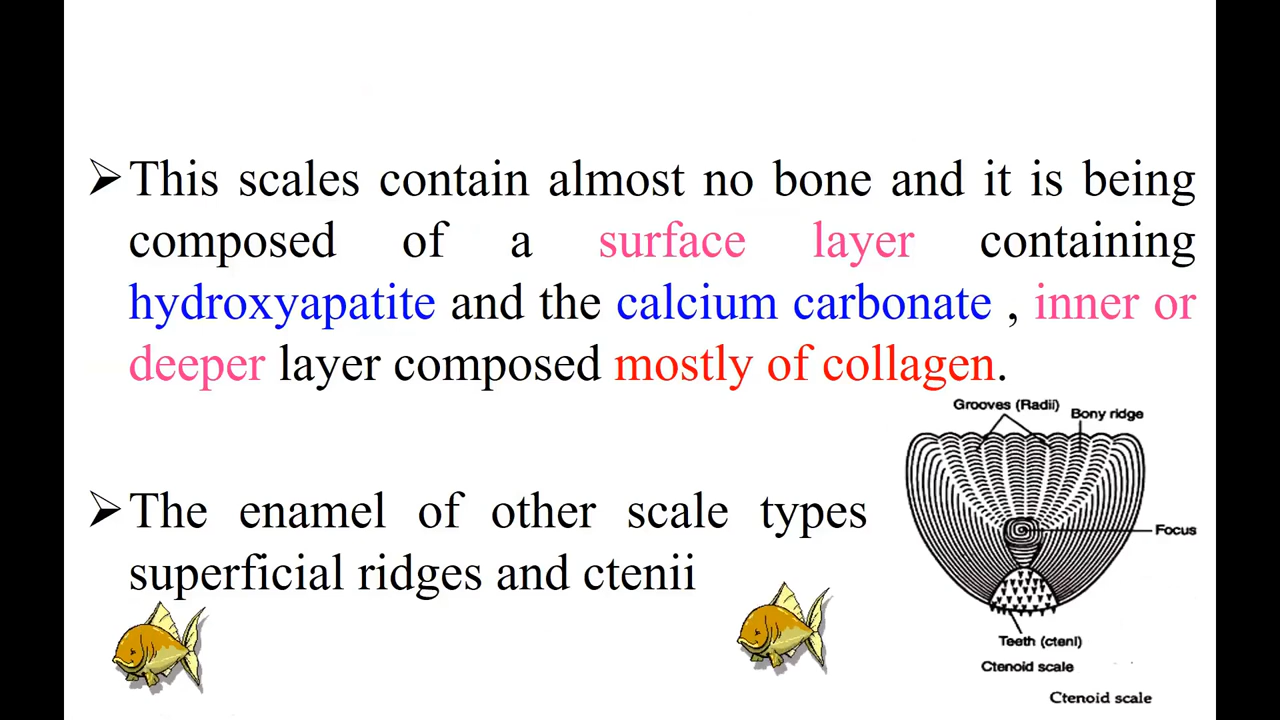 This scales contain almost no bone and it is being
composed of a surface layer containing
hydroxyapatite and the calcium carbonate , inner or
deeper layer composed mostly of collagen.
The enamel of other scale types
superficial ridges and ctenii
Grooves (Radii)
Bony ridge
Focus
Teeth (cteni)
Ctenoid scale
Ctenoid scale